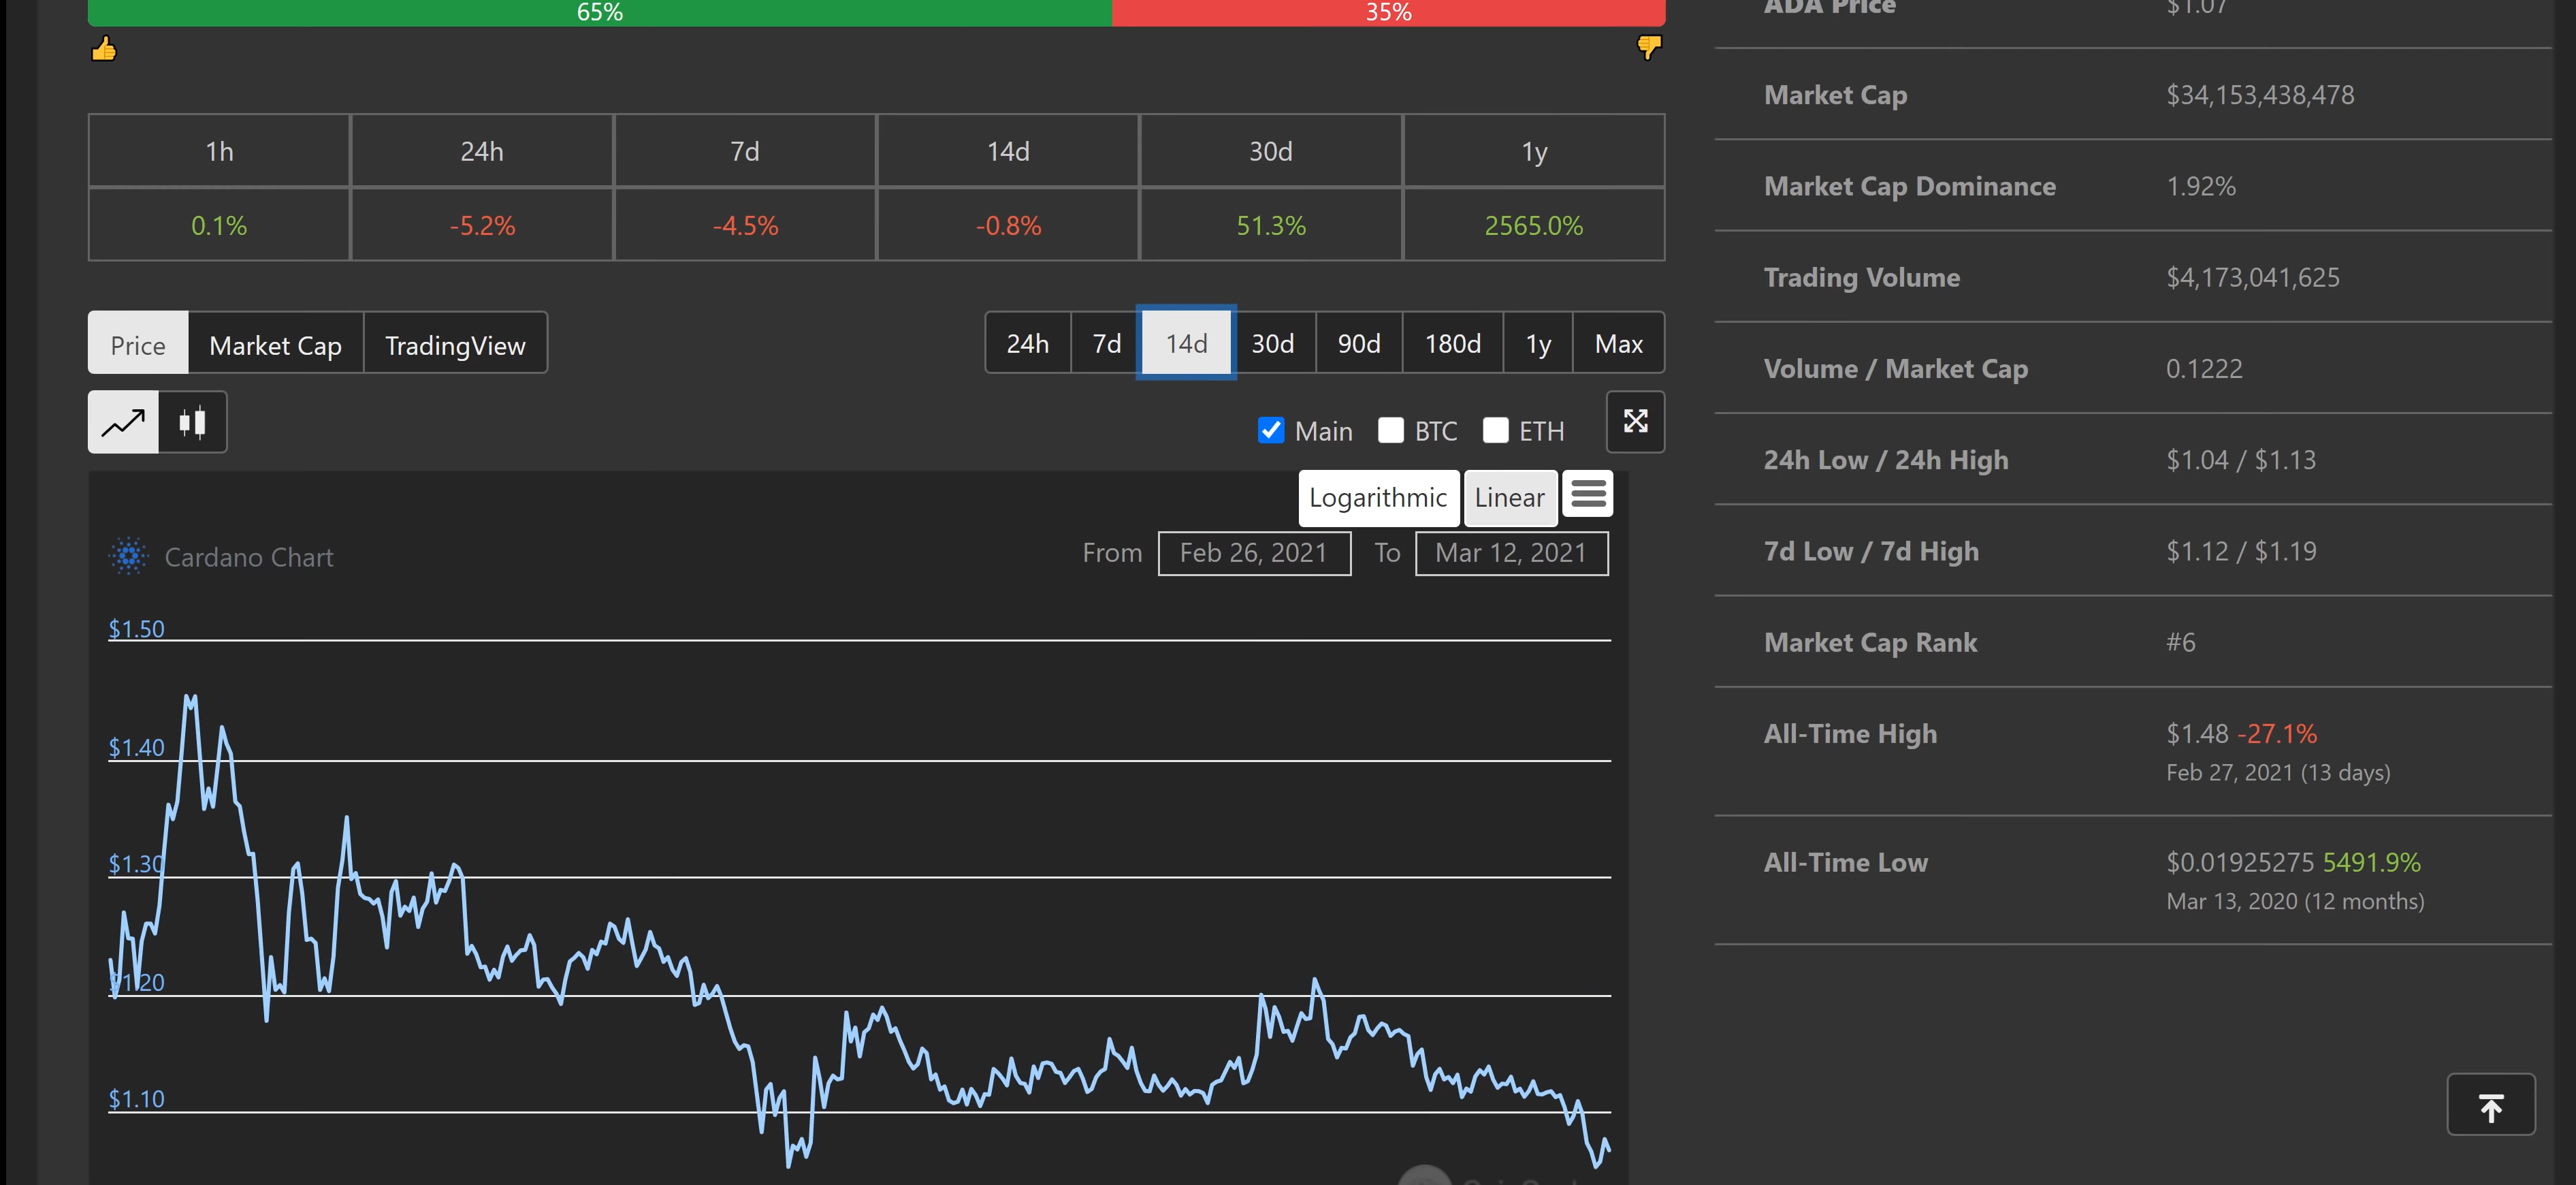 65%
35%
ADA Price
$1.07
1h
24h
7d
14d
30d
1y
0.1%
-5.2%
-4.5%
-0.8%
51.3%
2565.0%
Price
Market Cap
TradingView
24h
7d
14d
30d
90d
180d
1y
Max
Main
BTC
ETH
Logarithmic
Linear
Cardano Chart
From
Feb 26, 2021
To
Mar 12, 2021
$1.50
$1.40
$1.30
$1.20
$1.10
Market Cap
$34,153,438,478
Market Cap Dominance
1.92%
Trading Volume
$4,173,041,625
Volume / Market Cap
0.1222
24h Low / 24h High
$1.04 / $1.13
7d Low / 7d High
$1.12 / $1.19
Market Cap Rank
#6
All-Time High
$1.48 -27.1%
Feb 27, 2021 (13 days)
All-Time Low
$0.01925275 5491.9%
Mar 13, 2020 (12 months)